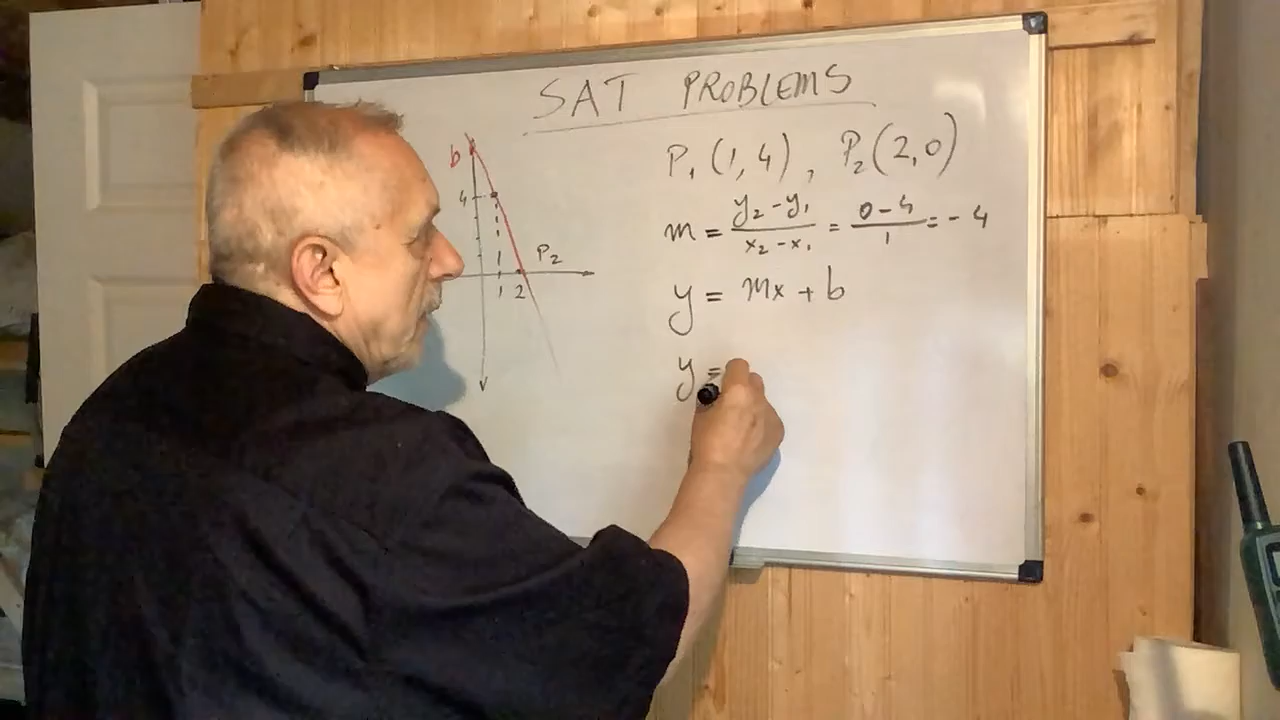 SAT PROBLEMS
b
4
P₂
1 2
P₁ (1, 4) , P₂ (2, 0)
m = (y₂ - y₁)/(x₂ - x₁) = (0 - 4)/1 = - 4
y = mx + b
y =